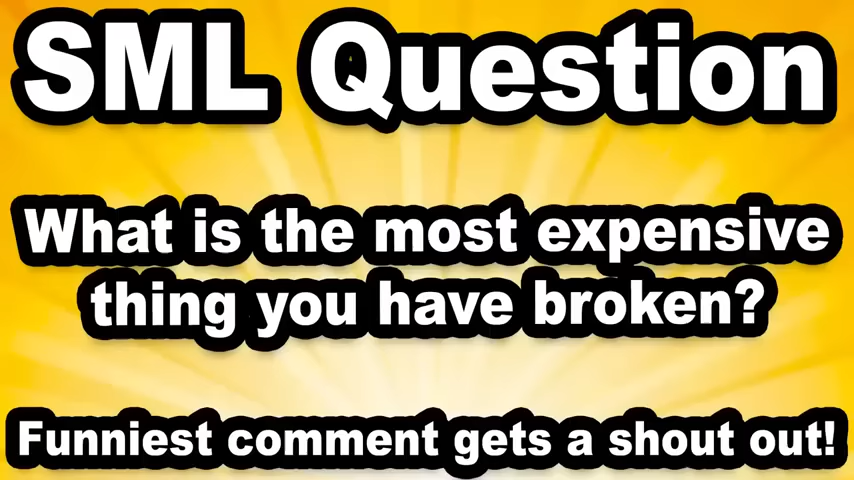 SML Question
What is the most expensive
thing you have broken?
Funniest comment gets a shout out!